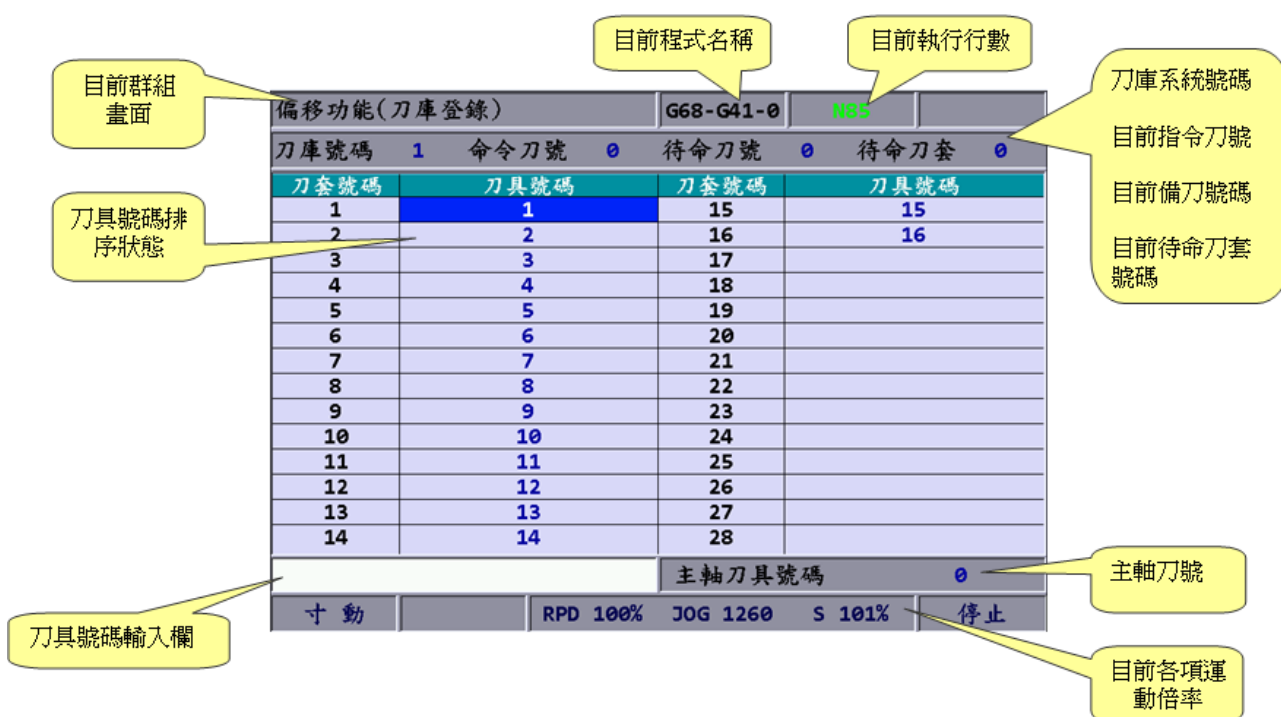 目前程式名稱
目前執行行數
目前群組
畫面
刀庫系統號碼
目前指令刀號
目前備刀號碼
目前待命刀套
號碼
偏移功能(刀庫登錄) G68-G41-0 N85
刀庫號碼 1 命令刀號 0 待命刀號 0 待命刀套 0
刀套號碼 刀具號碼 刀套號碼 刀具號碼
1 1 15 15
2 2 16 16
3 3 17
4 4 18
5 5 19
6 6 20
7 7 21
8 8 22
9 9 23
10 10 24
11 11 25
12 12 26
13 13 27
14 14 28
刀具號碼排
序狀態
主軸刀具號碼 0
主軸刀號
寸動 RPD 100% JOG 1260 S 101% 停止
刀具號碼輸入欄
目前各項運
動倍率